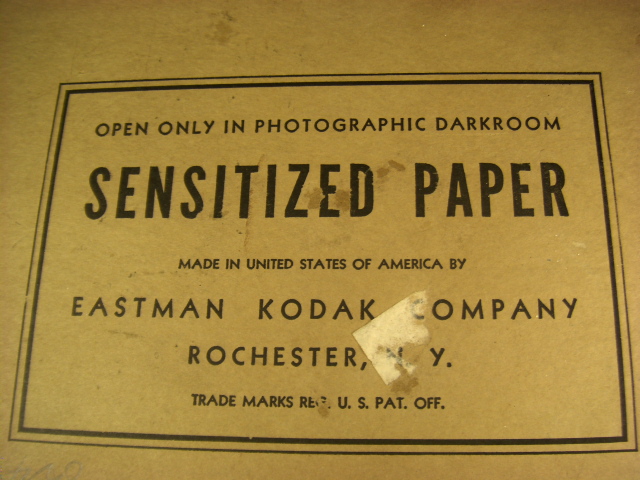 OPEN ONLY IN PHOTOGRAPHIC DARKROOM
SENSITIZED PAPER
MADE IN UNITED STATES OF AMERICA BY
EASTMAN KODAK COMPANY
ROCHESTER, N. Y.
TRADE MARKS REG. U. S. PAT. OFF.